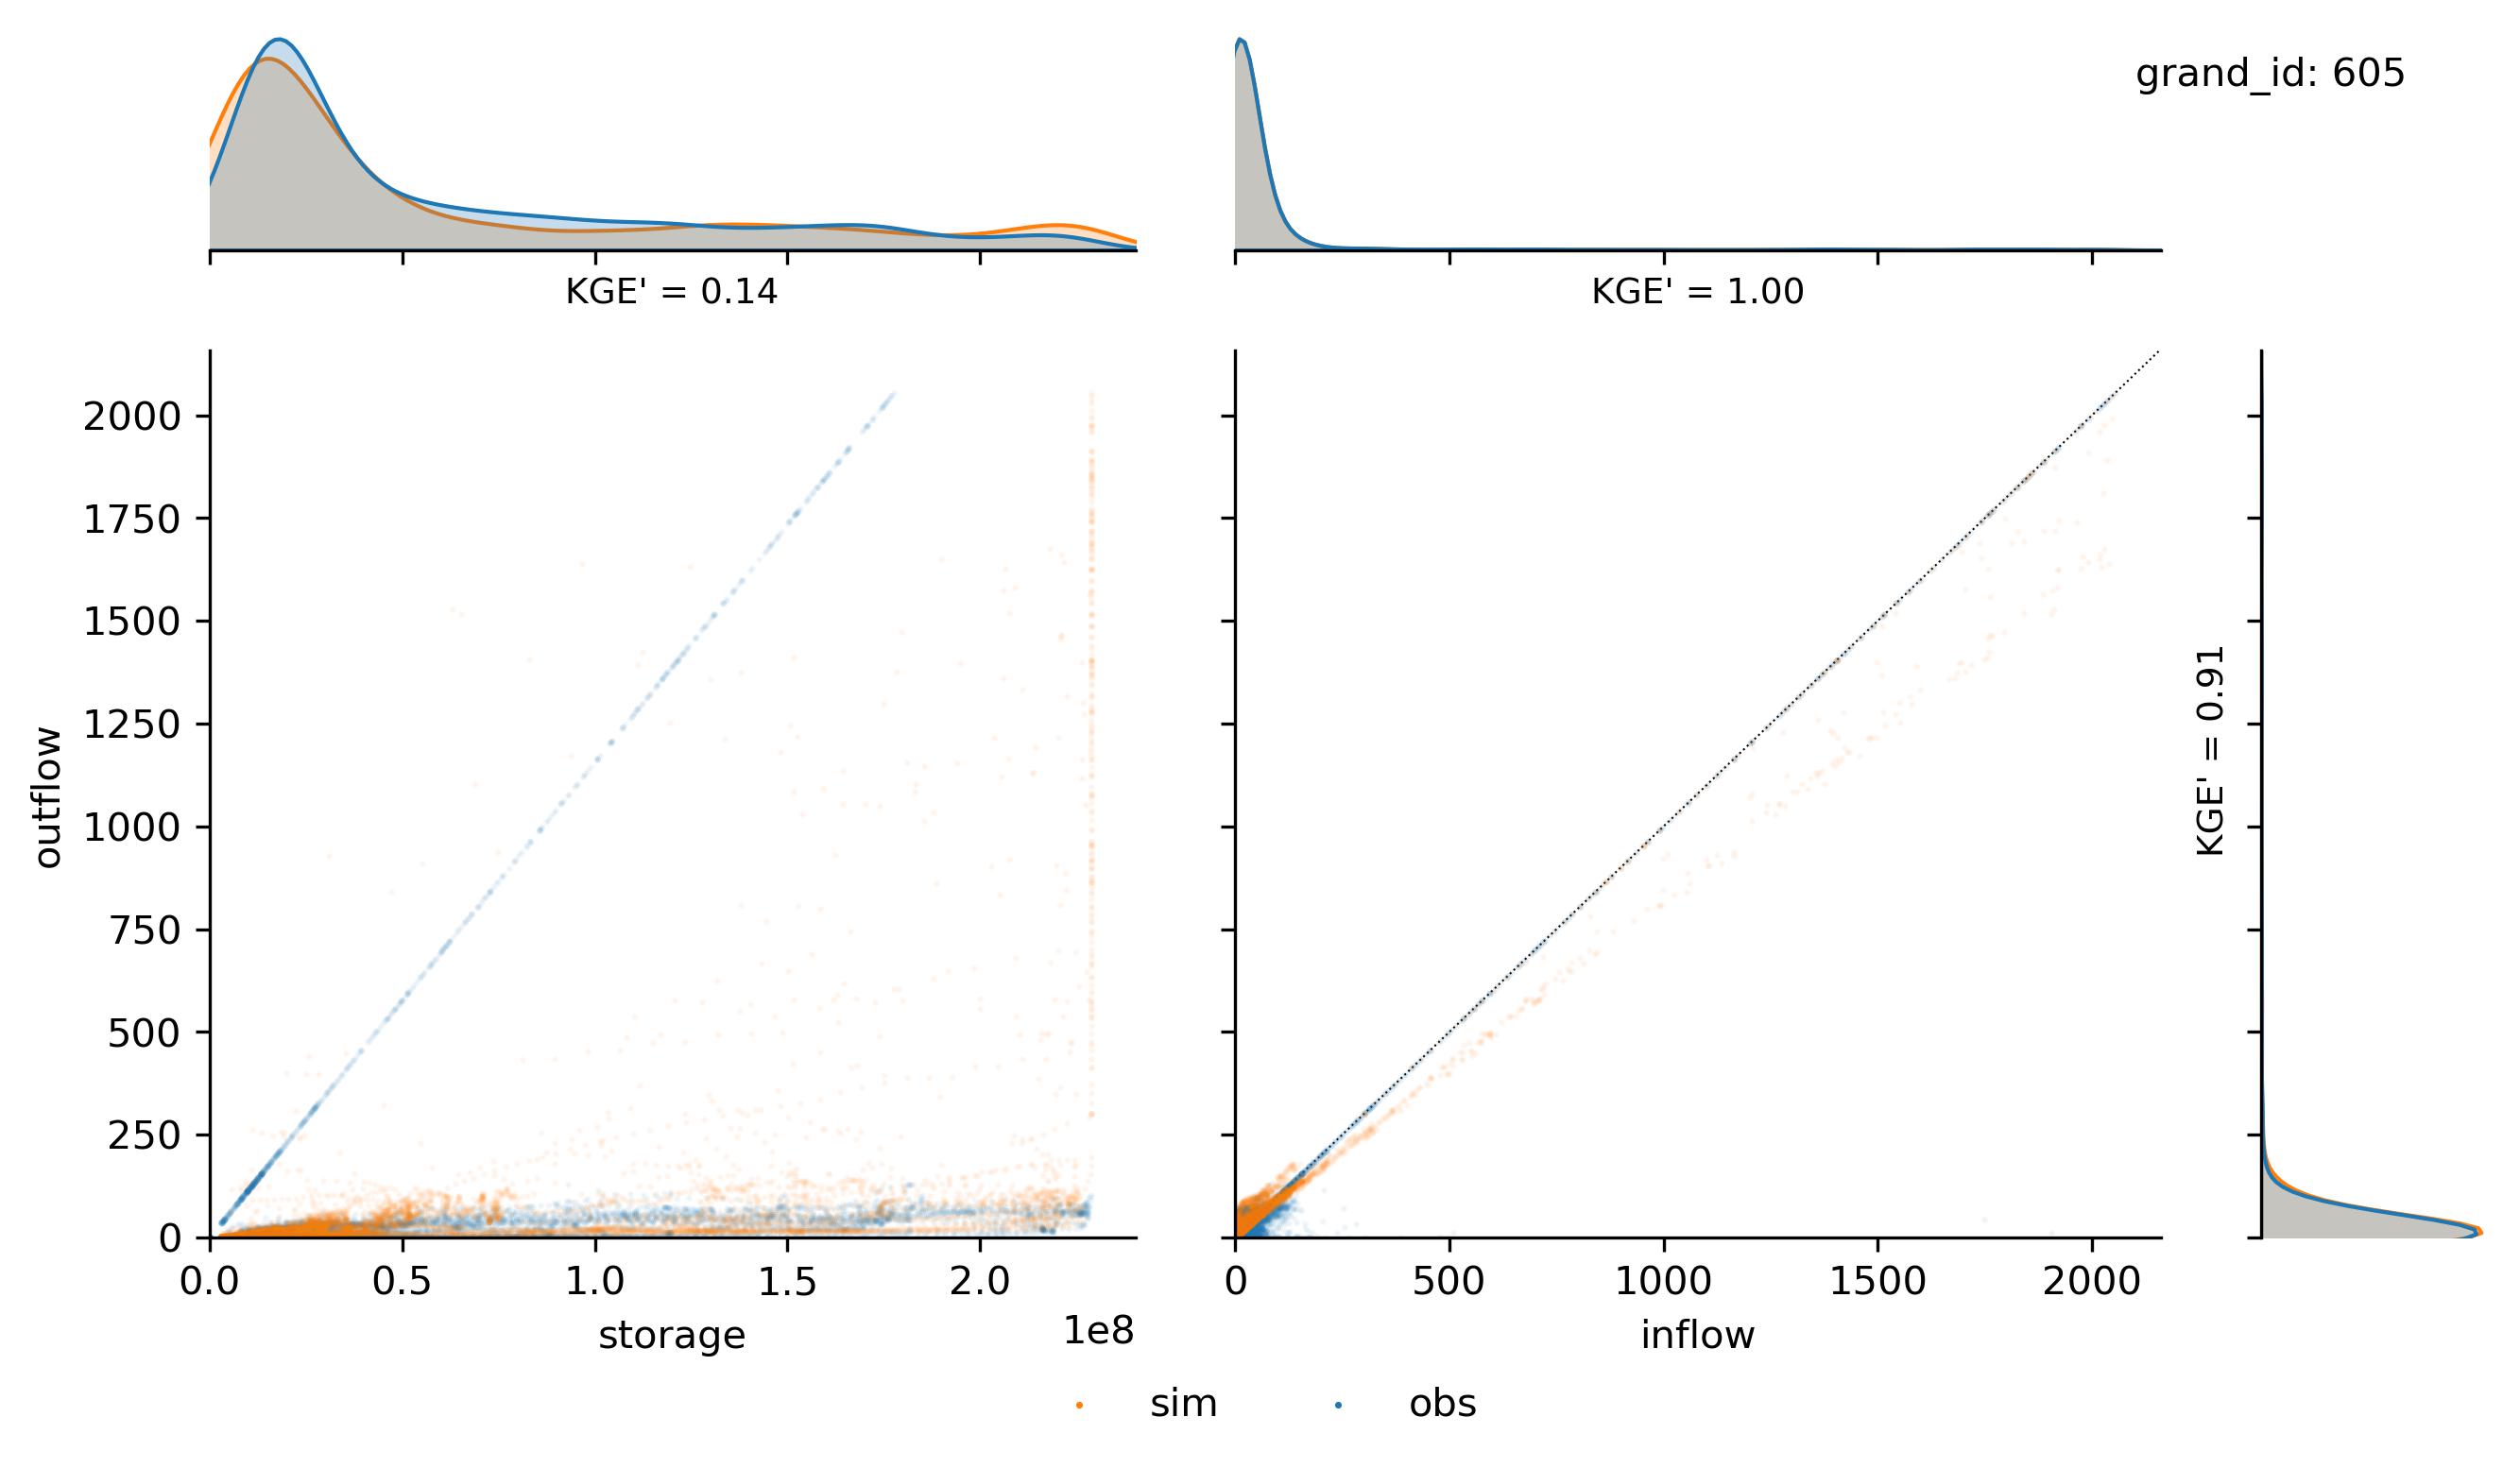 grand_id: 605
KGE' = 0.14
KGE' = 1.00
2000
1750
1500
1250
1000
750
500
250
0
outflow
KGE' = 0.91
0.0 0.5 1.0 1.5 2.0
0 500 1000 1500 2000
storage
1e8
inflow
sim obs